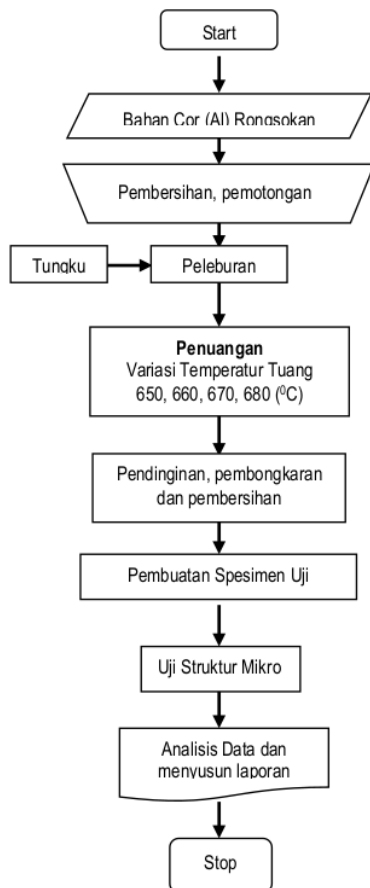 Start
Bahan Cor (Al) Rongsokan
Pembersihan, pemotongan
Tungku
Peleburan
Penuangan
Variasi Temperatur Tuang
650, 660, 670, 680 (⁰C)
Pendinginan, pembongkaran
dan pembersihan
Pembuatan Spesimen Uji
Uji Struktur Mikro
Analisis Data dan
menyusun laporan
Stop